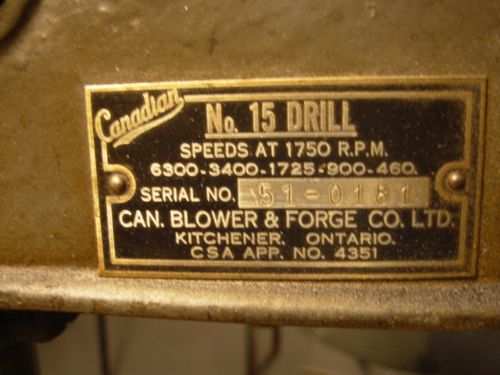 Canadian
No. 15 DRILL
SPEEDS AT 1750 R.P.M.
6300-3400-1725-900-460.
SERIAL NO. 51-0181
CAN. BLOWER & FORGE CO. LTD.
KITCHENER, ONTARIO.
CSA APP. NO. 4351